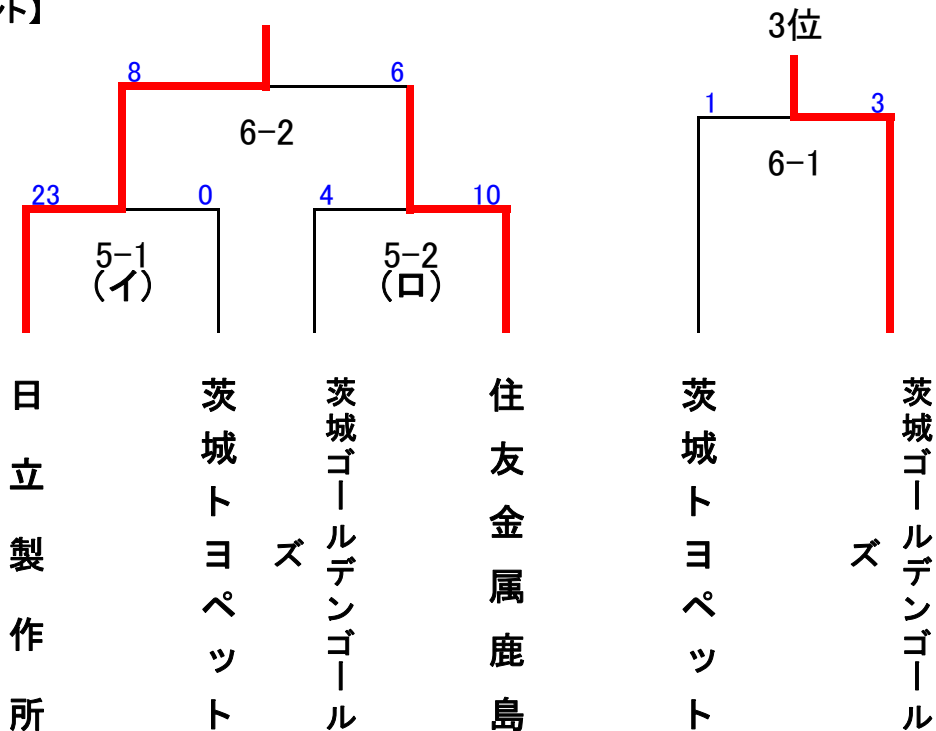 ント】
3位
8
6
1
3
6-2
6-1
23
0
4
10
5-1
(イ)
5-2
(ロ)
日立製作所
茨城トヨペット
茨城ゴールデンゴール
ズ
住友金属鹿島
茨城トヨペット
茨城ゴールデンゴール
ズ